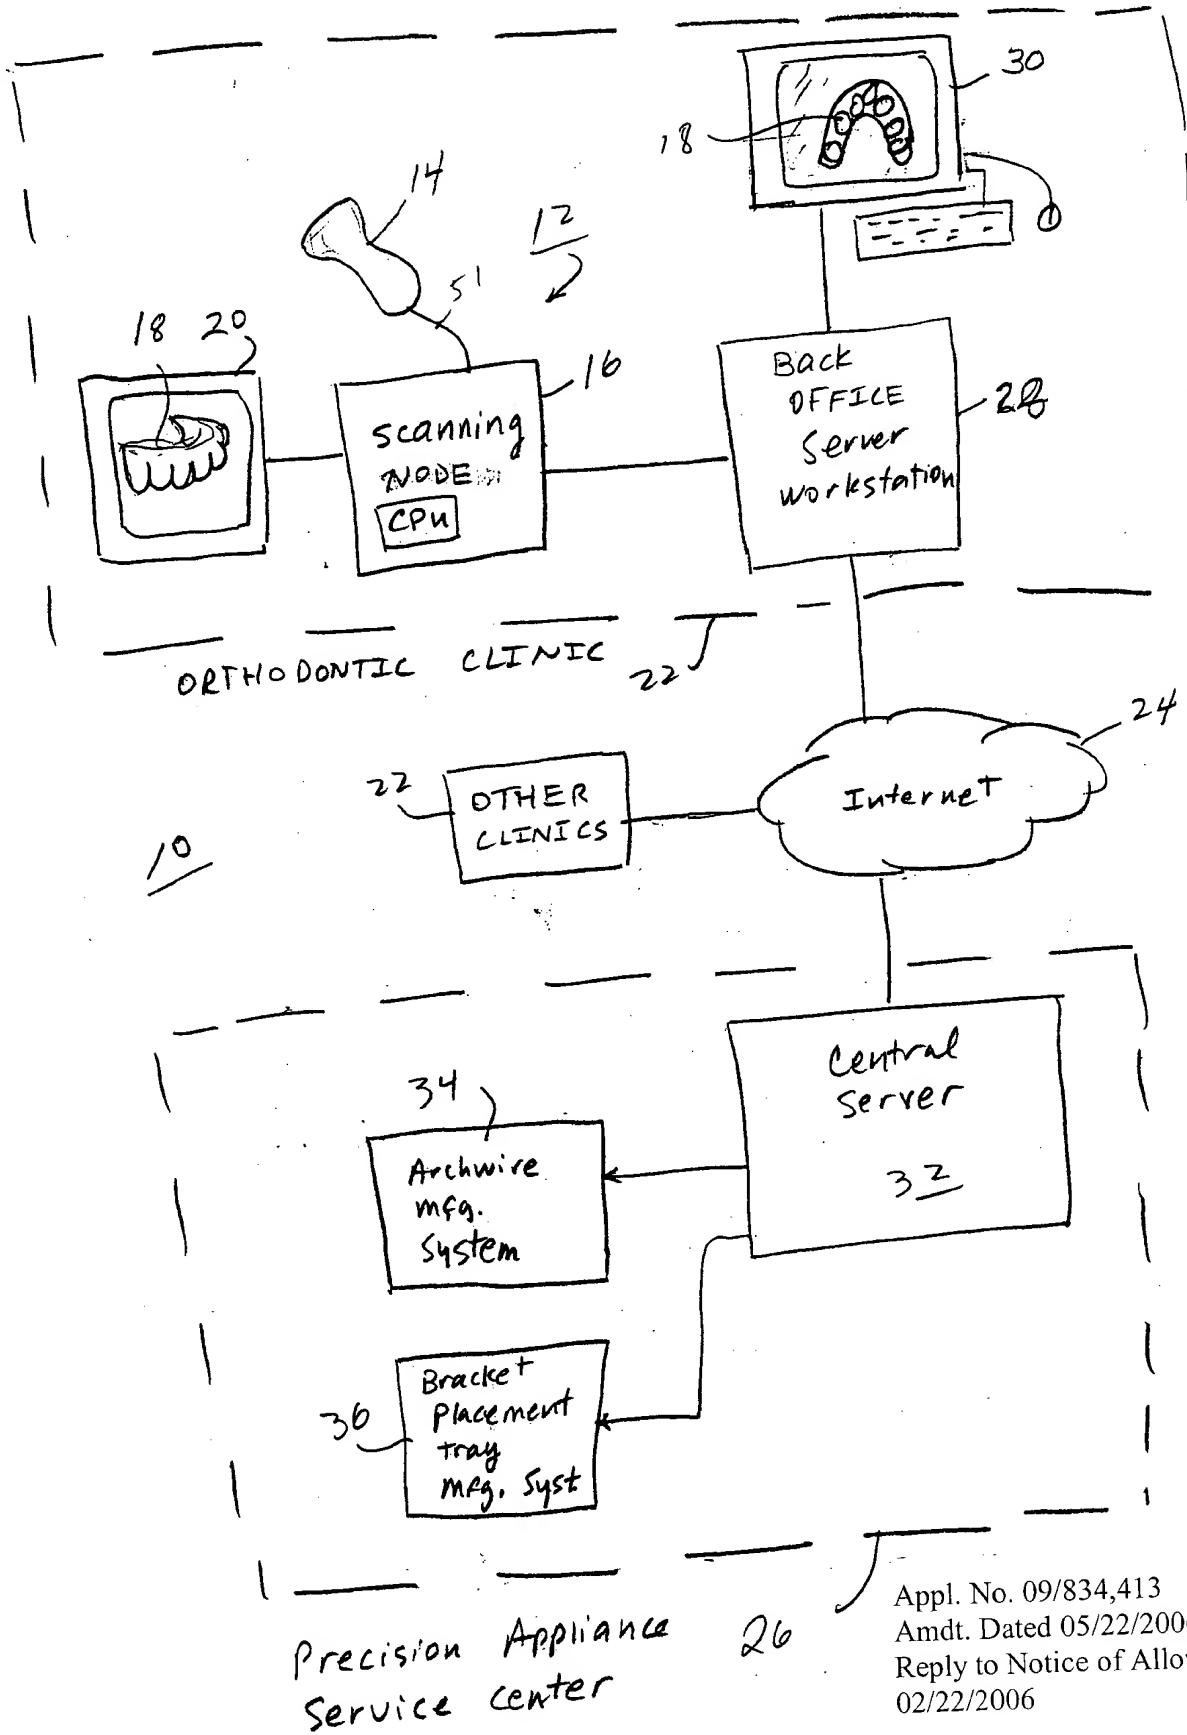 30
18
14
12
51
18 20
16
Scanning
NODE
CPU
Back
OFFICE
Server
Workstation
28
ORTHODONTIC CLINIC
22
24
Internet
22
OTHER
CLINICS
10
Central
Server
32
34
Archwire
mfg.
System
36
Bracket
Placement
tray
mfg. Syst
Precision Appliance
Service center
26
Appl. No. 09/834,413
Amdt. Dated 05/22/200
Reply to Notice of Allo
02/22/2006